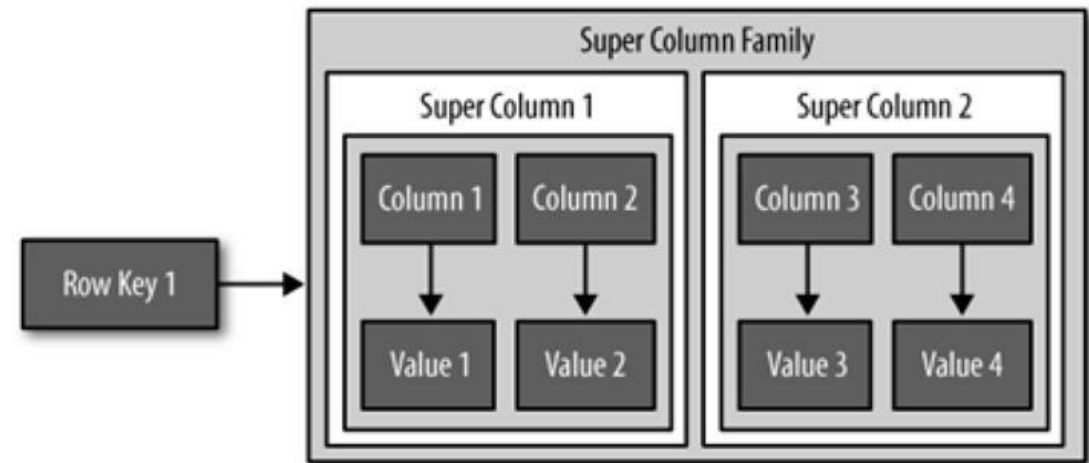 Super Column Family
Super Column 1
Super Column 2
Column 1
Column 2
Column 3
Column 4
Row Key 1
Value 1
Value 2
Value 3
Value 4